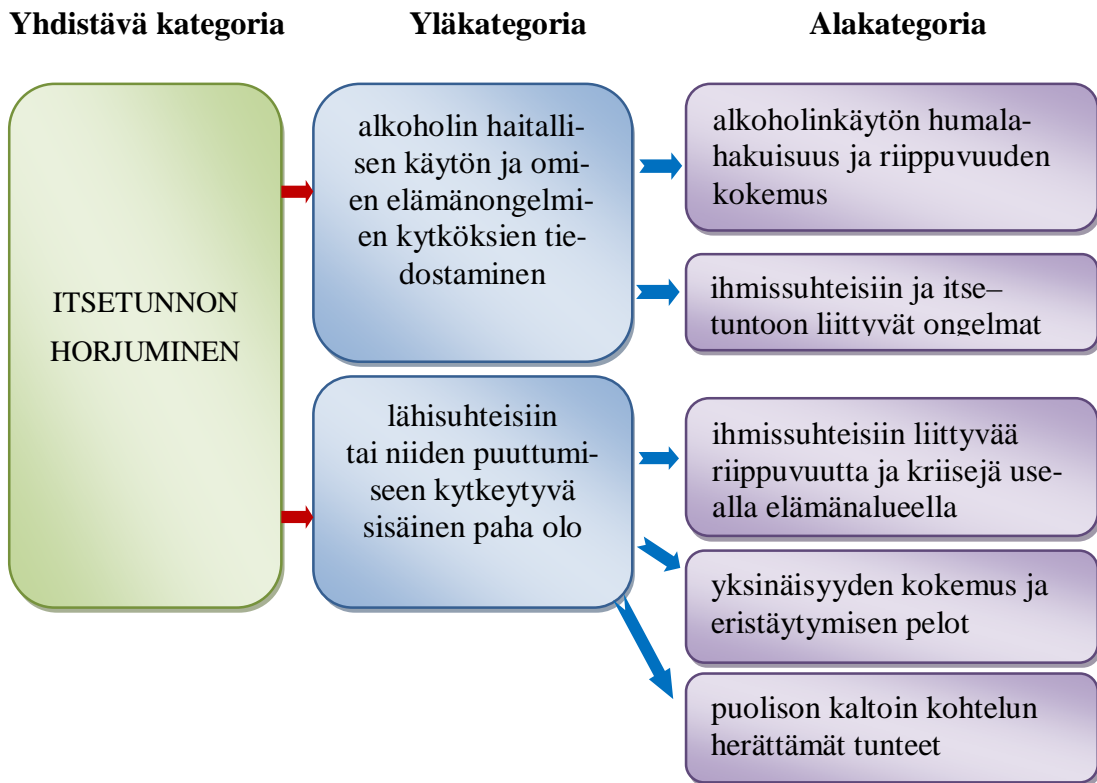 Yhdistävä kategoria
Yläkategoria
Alakategoria
ITSETUNNON
HORJUMINEN
alkoholin haitalli-
sen käytön ja omi-
en elämänongelmi-
en kytköksien tie-
dostaminen
alkoholinkäytön humala-
hakuisuus ja riippuvuuden
kokemus
ihmissuhteisiin ja itse–
tuntoon liittyvät ongelmat
lähisuhteisiin
tai niiden puuttumi-
seen kytkeytyvä
sisäinen paha olo
ihmissuhteisiin liittyvää
riippuvuutta ja kriisejä use-
alla elämänalueella
yksinäisyyden kokemus ja
eristäytymisen pelot
puolison kaltoin kohtelun
herättämät tunteet